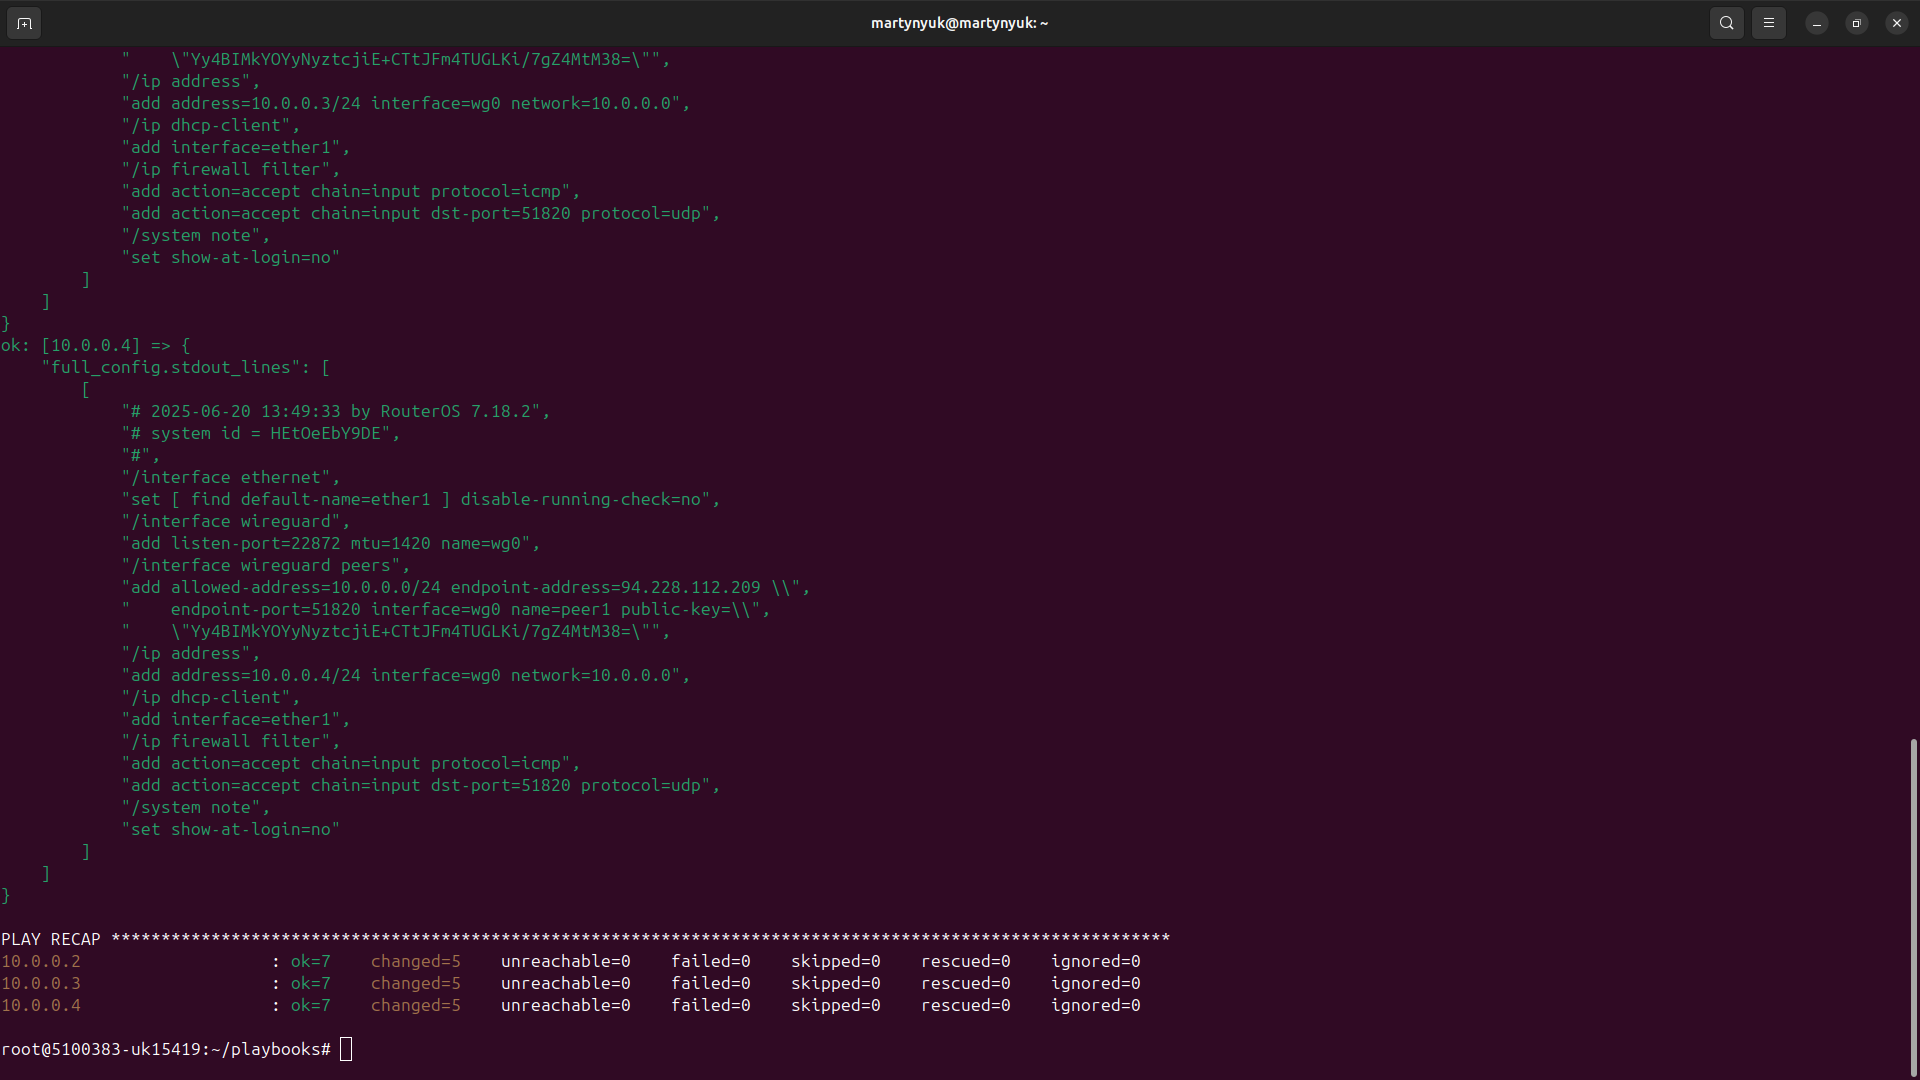 martynyuk@martynyuk: ~
"    \"Yy4BIMkYOYyNyztcjiE+CTtJFm4TUGLKi/7gZ4MtM38=\"",
"/ip address",
"add address=10.0.0.3/24 interface=wg0 network=10.0.0.0",
"/ip dhcp-client",
"add interface=ether1",
"/ip firewall filter",
"add action=accept chain=input protocol=icmp",
"add action=accept chain=input dst-port=51820 protocol=udp",
"/system note",
"set show-at-login=no"
]
]
}
ok: [10.0.0.4] => {
"full_config.stdout_lines": [
[
"# 2025-06-20 13:49:33 by RouterOS 7.18.2",
"# system id = HEtOeEbY9DE",
"#",
"/interface ethernet",
"set [ find default-name=ether1 ] disable-running-check=no",
"/interface wireguard",
"add listen-port=22872 mtu=1420 name=wg0",
"/interface wireguard peers",
"add allowed-address=10.0.0.0/24 endpoint-address=94.228.112.209 \\",
"    endpoint-port=51820 interface=wg0 name=peer1 public-key=\\",
"    \"Yy4BIMkYOYyNyztcjiE+CTtJFm4TUGLKi/7gZ4MtM38=\"",
"/ip address",
"add address=10.0.0.4/24 interface=wg0 network=10.0.0.0",
"/ip dhcp-client",
"add interface=ether1",
"/ip firewall filter",
"add action=accept chain=input protocol=icmp",
"add action=accept chain=input dst-port=51820 protocol=udp",
"/system note",
"set show-at-login=no"
]
]
}
PLAY RECAP **********************************************************************************************************
10.0.0.2                   : ok=7    changed=5    unreachable=0    failed=0    skipped=0    rescued=0    ignored=0
10.0.0.3                   : ok=7    changed=5    unreachable=0    failed=0    skipped=0    rescued=0    ignored=0
10.0.0.4                   : ok=7    changed=5    unreachable=0    failed=0    skipped=0    rescued=0    ignored=0
root@5100383-uk15419:~/playbooks#